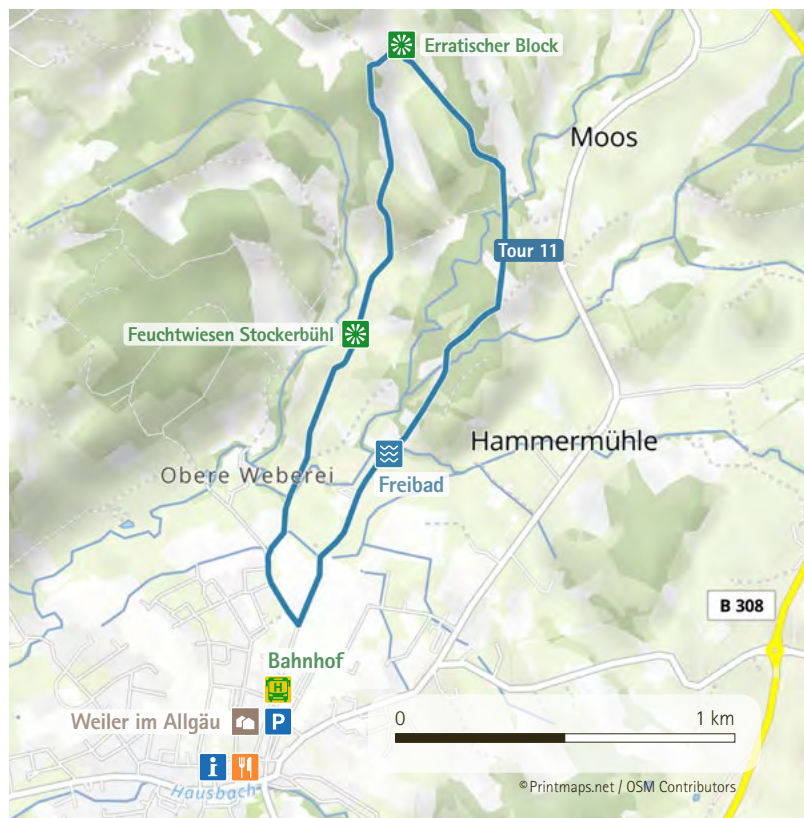 Erratischer Block
Moos
Tour 11
Feuchtwiesen Stockerbühl
Hammermühle
Obere Weberei
Freibad
B 308
Bahnhof
H
Weiler im Allgäu
P
0
1 km
i
Hausbach
©Printmaps.net / OSM Contributors